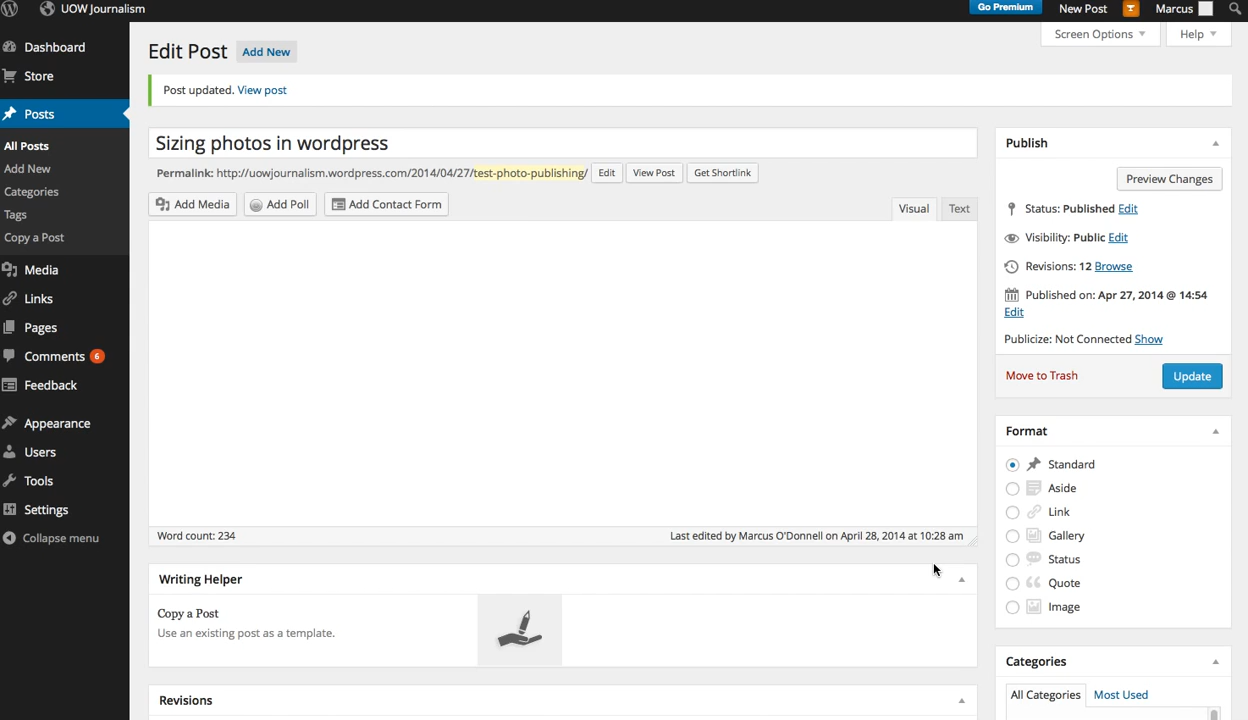 UOW Journalism
Go Premium
New Post
Marcus
Dashboard
Store
Posts
All Posts
Add New
Categories
Tags
Copy a Post
Media
Links
Pages
Comments 6
Feedback
Appearance
Users
Tools
Settings
Collapse menu
Screen Options
Help
Edit Post
Add New
Post updated. View post
Sizing photos in wordpress
Permalink: http://uowjournalism.wordpress.com/2014/04/27/test-photo-publishing/ Edit View Post Get Shortlink
Add Media
Add Poll
Add Contact Form
Visual
Text
Word count: 234
Last edited by Marcus O'Donnell on April 28, 2014 at 10:28 am
Writing Helper
Copy a Post
Use an existing post as a template.
Revisions
Publish
Preview Changes
Status: Published Edit
Visibility: Public Edit
Revisions: 12 Browse
Published on: Apr 27, 2014 @ 14:54
Edit
Publicize: Not Connected Show
Move to Trash
Update
Format
Standard
Aside
Link
Gallery
Status
Quote
Image
Categories
All Categories
Most Used